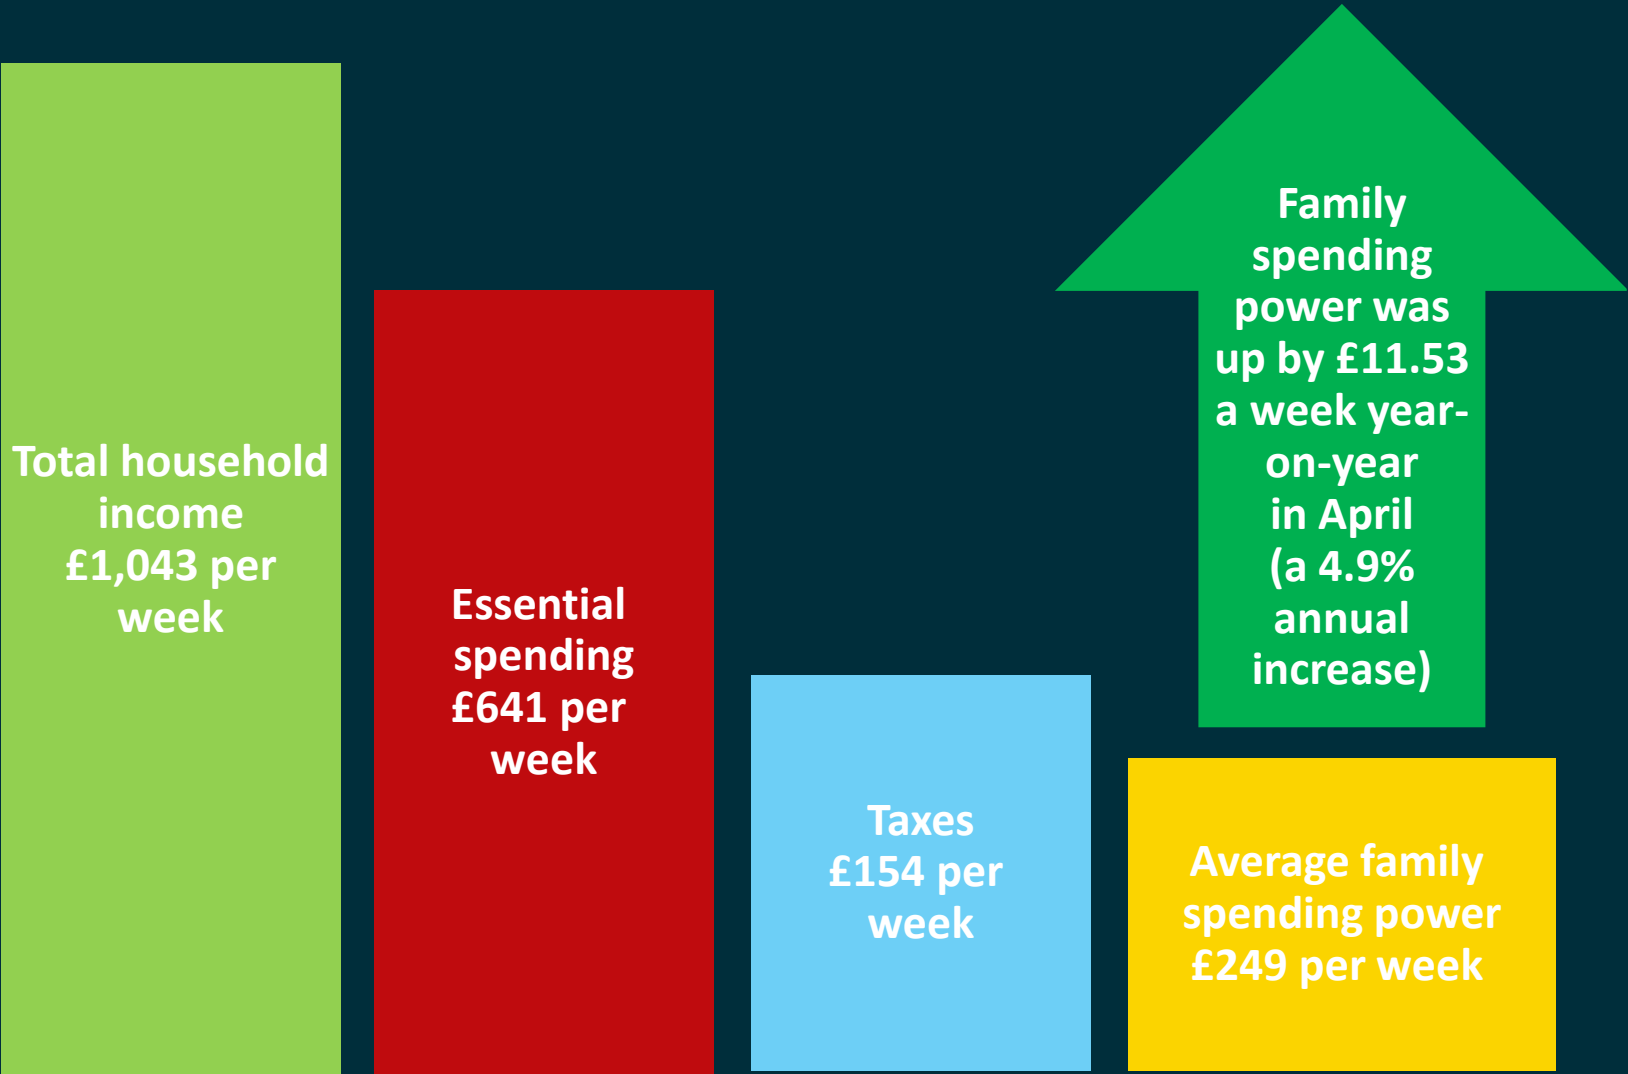 Total household
income
£1,043 per
week
Essential
spending
£641 per
week
Taxes
£154 per
week
Family
spending
power was
up by £11.53
a week year-
on-year
in April
(a 4.9%
annual
increase)
Average family
spending power
£249 per week